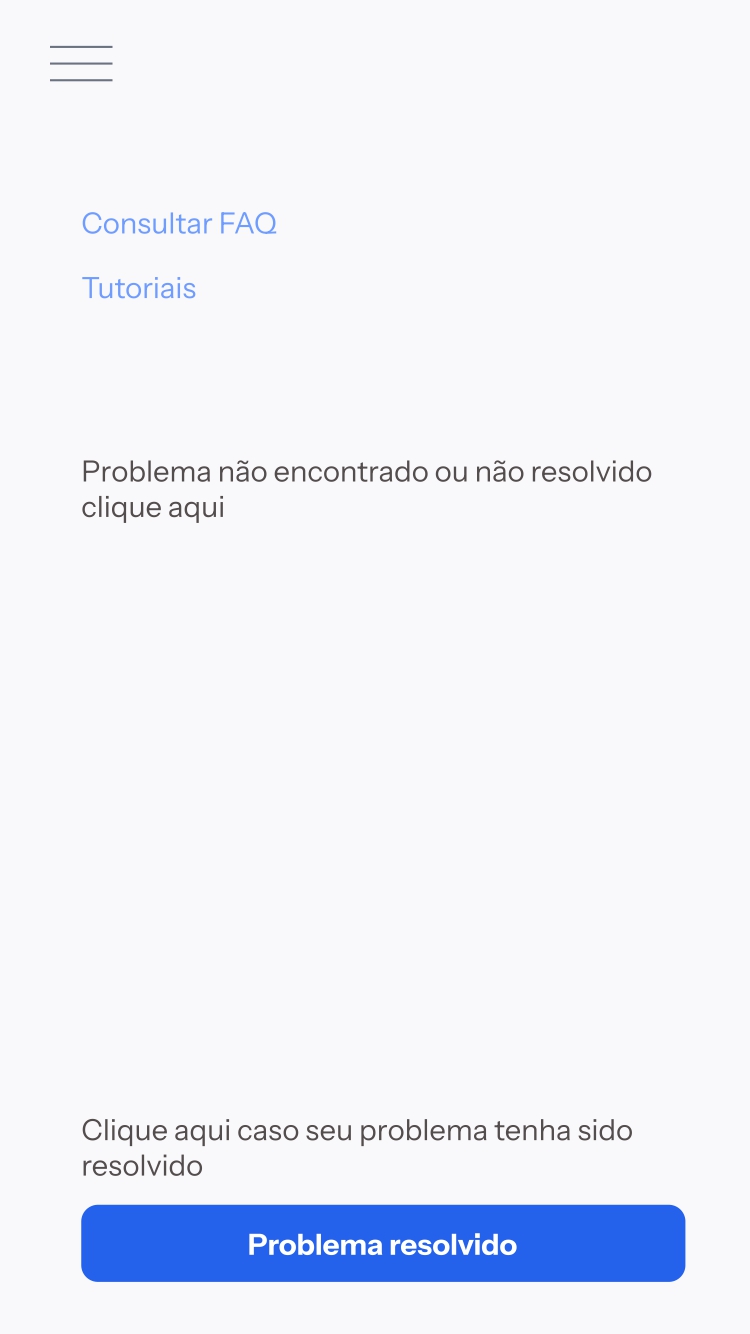 Consultar FAQ
Tutoriais
Problema não encontrado ou não resolvido
clique aqui
Clique aqui caso seu problema tenha sido
resolvido
Problema resolvido